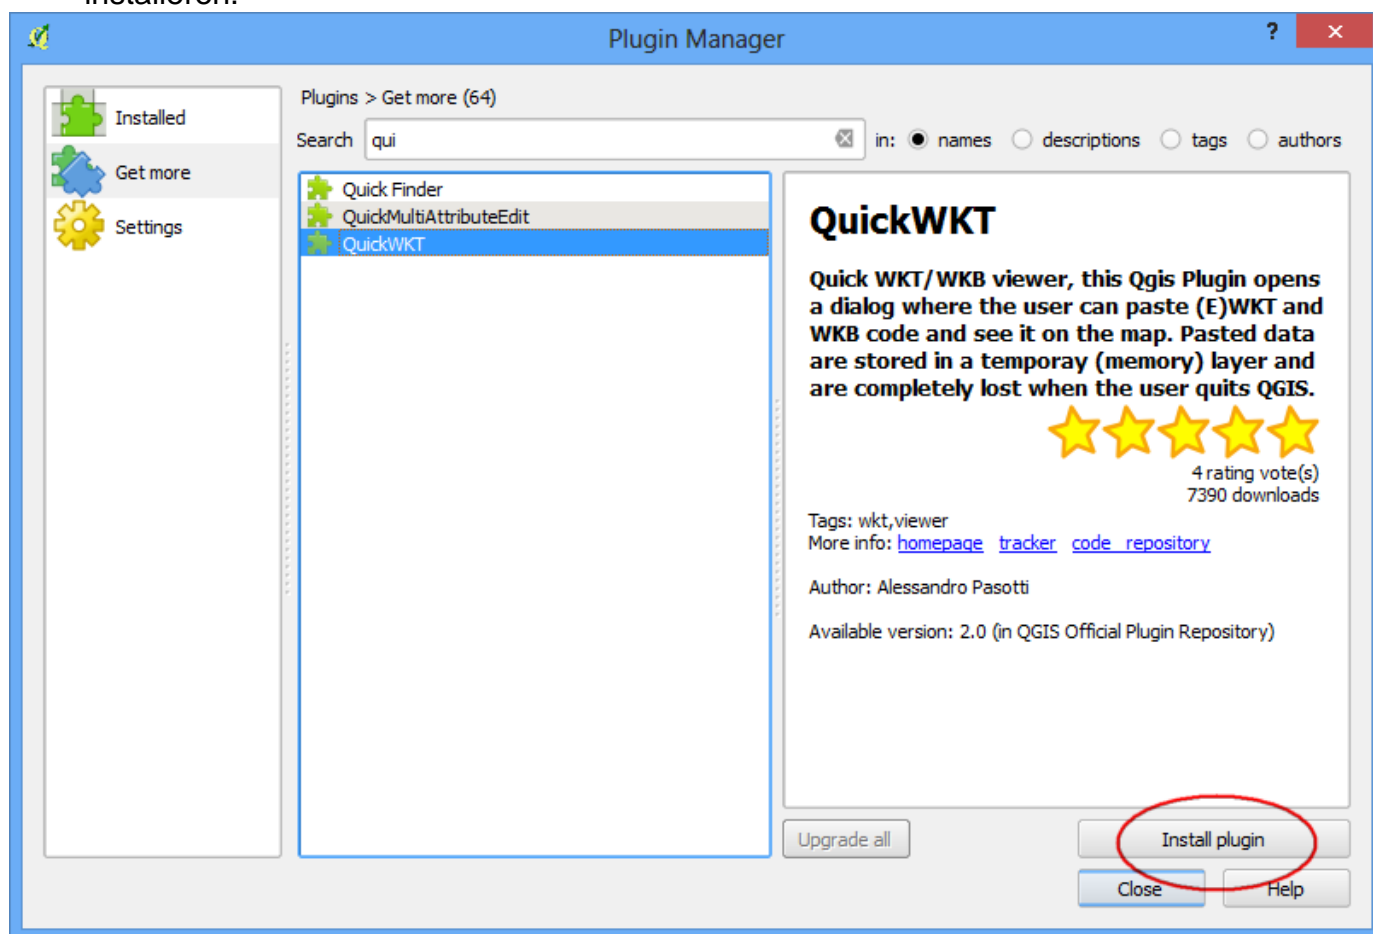 installeren.
Plugin Manager
?
Installed
Get more
Settings
Plugins > Get more (64)
Search qui in: names descriptions tags authors
Quick Finder
QuickMultiAttributeEdit
QuickWKT
QuickWKT
Quick WKT/WKB viewer, this Qgis Plugin opens
a dialog where the user can paste (E)WKT and
WKB code and see it on the map. Pasted data
are stored in a temporay (memory) layer and
are completely lost when the user quits QGIS.
4 rating vote(s)
7390 downloads
Tags: wkt,viewer
More info: homepage tracker code_repository
Author: Alessandro Pasotti
Available version: 2.0 (in QGIS Official Plugin Repository)
Upgrade all
Install plugin
Close
Help